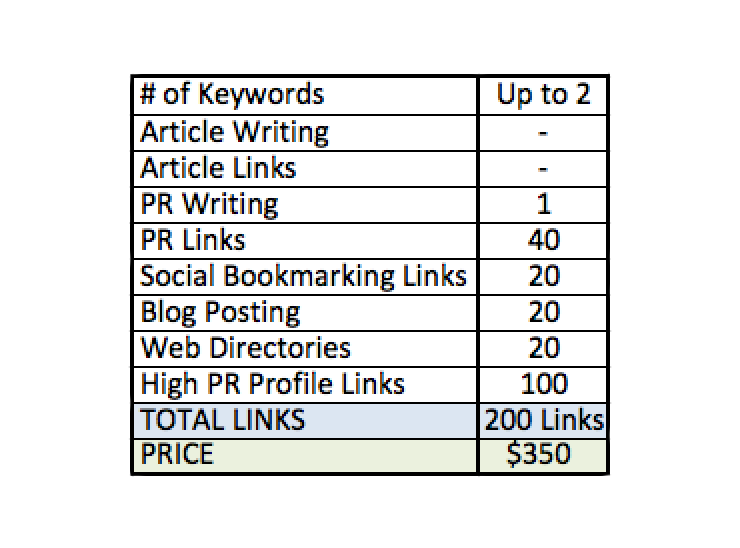 # of Keywords Up to 2
Article Writing -
Article Links -
PR Writing 1
PR Links 40
Social Bookmarking Links 20
Blog Posting 20
Web Directories 20
High PR Profile Links 100
TOTAL LINKS 200 Links
PRICE $350